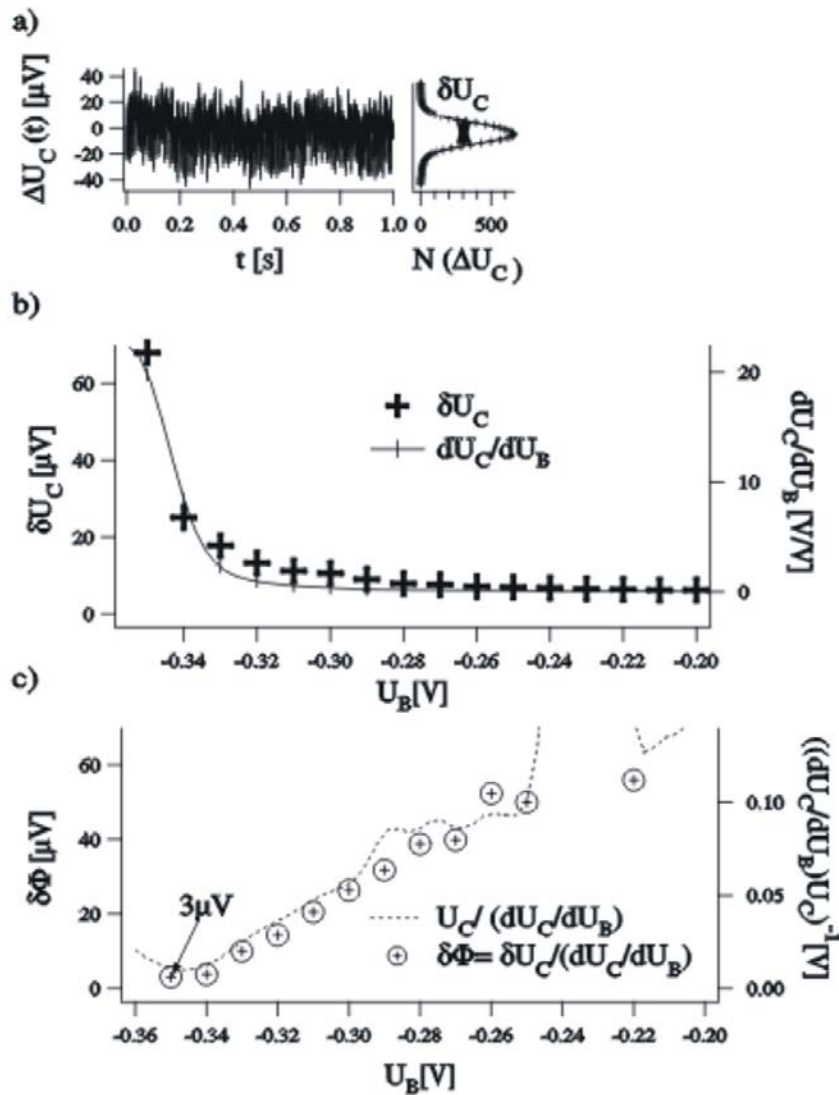 a)
ΔU_C (t) [μV]
40
20
0
-20
-40
0.0 0.2 0.4 0.6 0.8 1.0
t [s]
δU_C
0 500
N (ΔU_C)
b)
δU_C [μV]
60
40
20
0
δU_C
dU_C/dU_B
20
10
0
dU_C/dU_B [V/V]
-0.34 -0.32 -0.30 -0.28 -0.26 -0.24 -0.22 -0.20
U_B[V]
c)
δΦ [μV]
60
40
20
0
3μV
U_C/ (dU_C/dU_B)
δΦ= δU_C/(dU_C/dU_B)
0.10
0.05
0.00
((dU_C/dU_B)/U_C)^-1 [V]
-0.36 -0.34 -0.32 -0.30 -0.28 -0.26 -0.24 -0.22 -0.20
U_B[V]